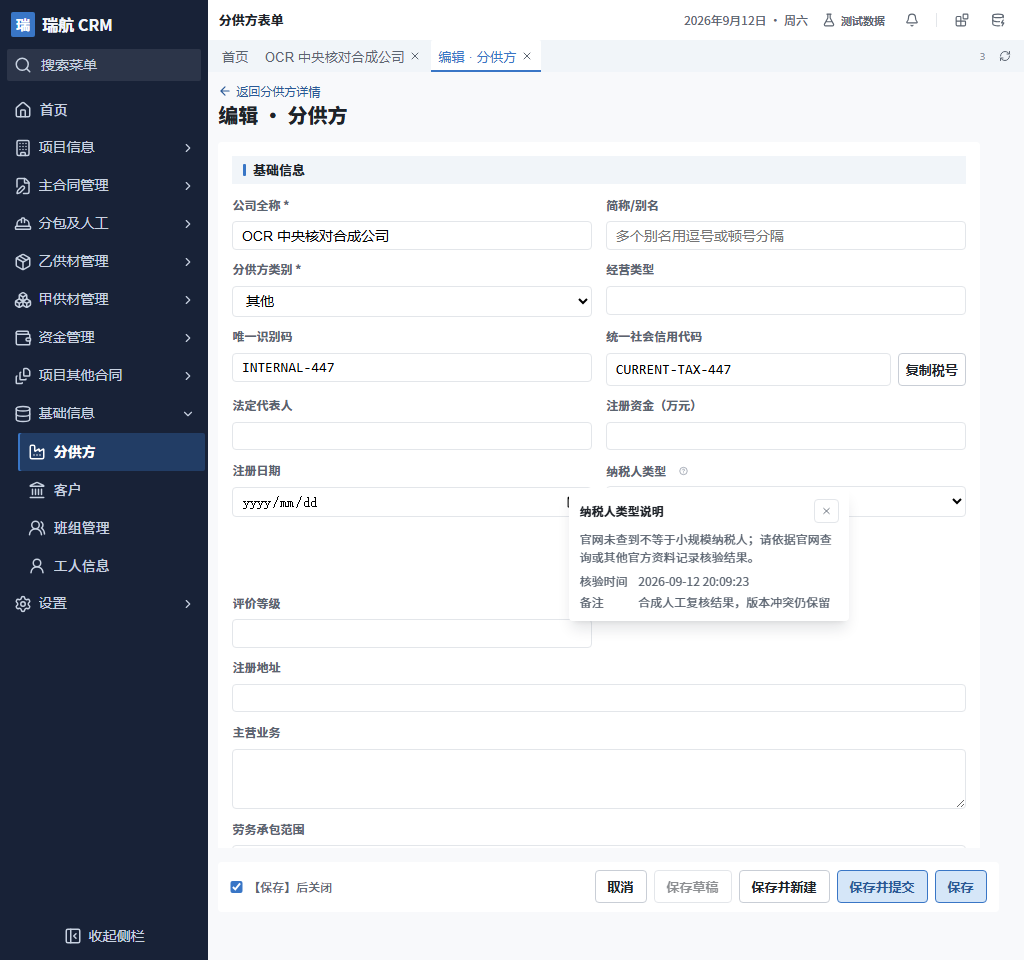 瑞 瑞航 CRM
搜索菜单
首页
项目信息
主合同管理
分包及人工
乙供材管理
甲供材管理
资金管理
项目其他合同
基础信息
分供方
客户
班组管理
工人信息
设置
收起侧栏
分供方表单
2026年9月12日 · 周六 测试数据
首页 OCR 中央核对合成公司 × 编辑 · 分供方 × 3
← 返回分供方详情
编辑 · 分供方
基础信息
公司全称 * 简称/别名
OCR 中央核对合成公司 多个别名用逗号或顿号分隔
分供方类别 * 经营类型
其他
唯一识别码 统一社会信用代码
INTERNAL-447 CURRENT-TAX-447 复制税号
法定代表人 注册资金（万元）
注册日期 纳税人类型 ?
yyyy/mm/dd
纳税人类型说明 ×
官网未查到不等于小规模纳税人；请依据官网查
询或其他官方资料记录核验结果。
核验时间 2026-09-12 20:09:23
备注 合成人工复核结果，版本冲突仍保留
评价等级
注册地址
主营业务
劳务承包范围
【保存】后关闭 取消 保存草稿 保存并新建 保存并提交 保存